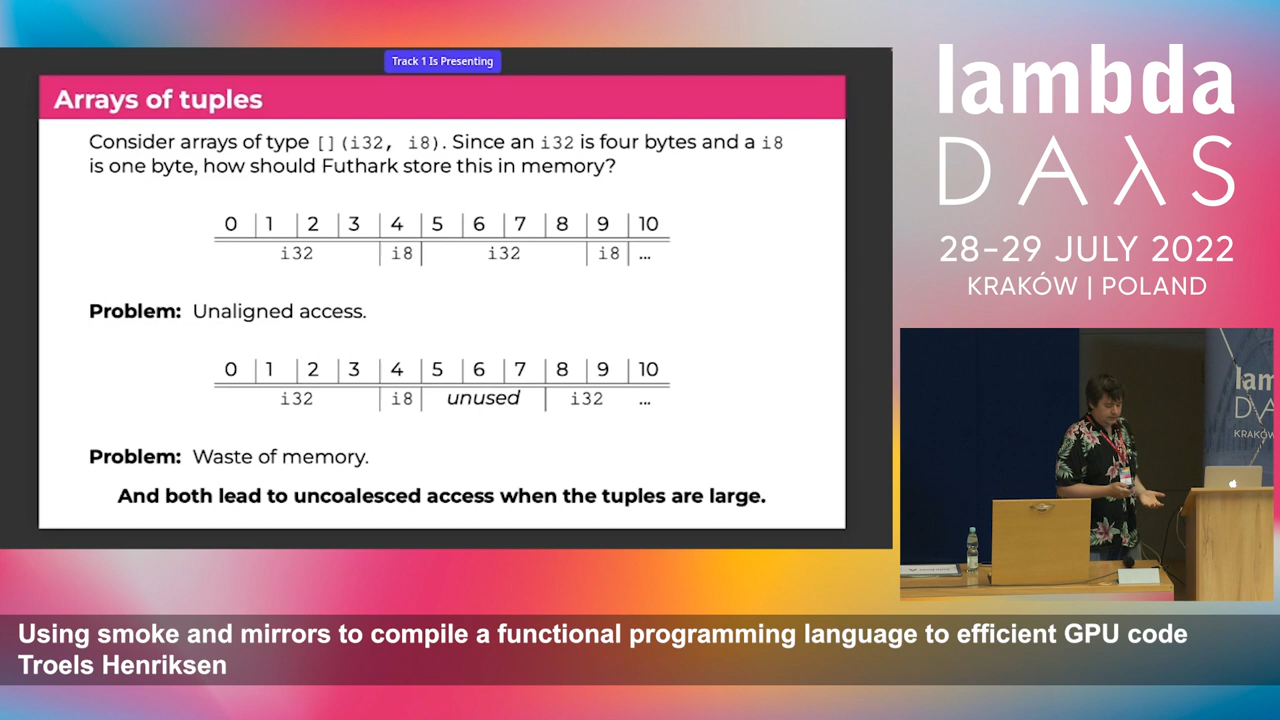 Track 1 Is Presenting
Arrays of tuples
Consider arrays of type [](i32, i8). Since an i32 is four bytes and a i8
is one byte, how should Futhark store this in memory?
0 1 2 3 4 5 6 7 8 9 10
i32 i8 i32 i8 ...
Problem: Unaligned access.
0 1 2 3 4 5 6 7 8 9 10
i32 i8 unused i32 ...
Problem: Waste of memory.
And both lead to uncoalesced access when the tuples are large.
lambda
DAλS
28–29 JULY 2022
KRAKÓW | POLAND
lam
DA
KRAKÓW
Using smoke and mirrors to compile a functional programming language to efficient GPU code
Troels Henriksen